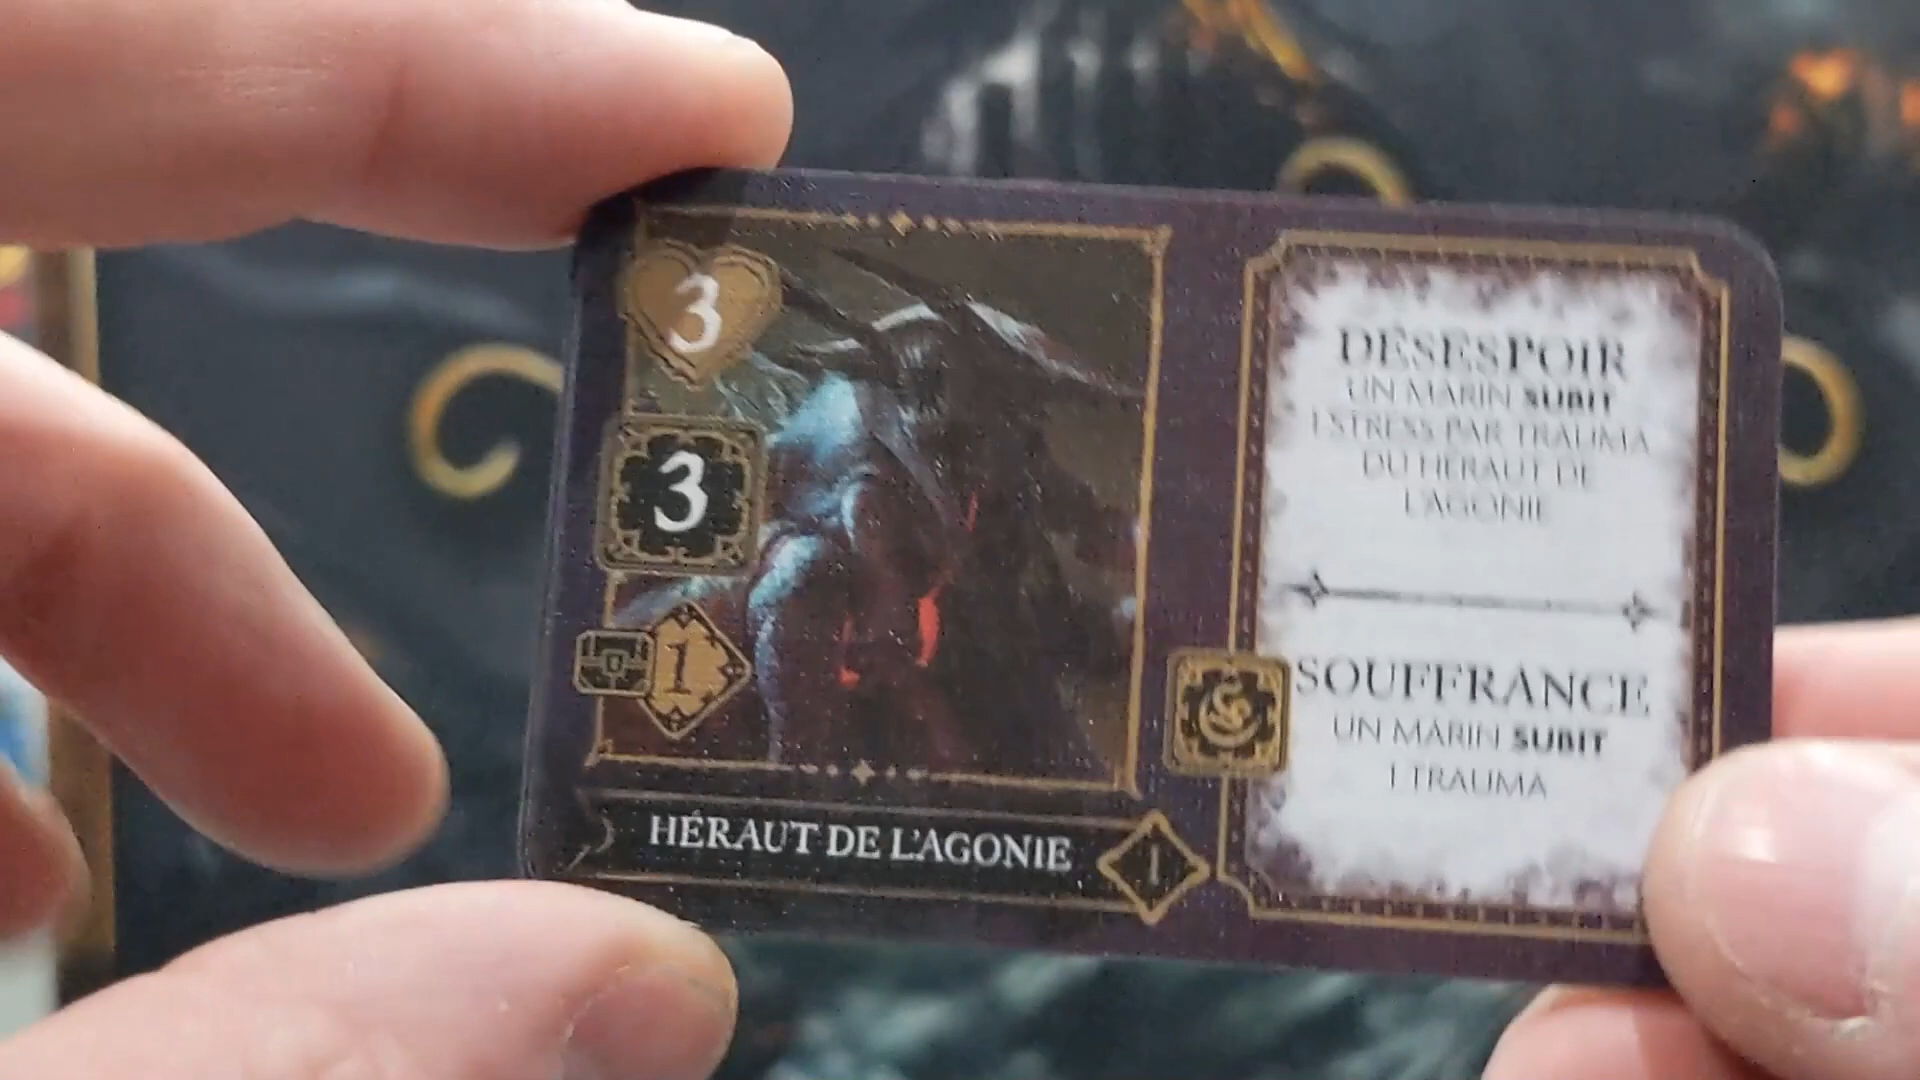 3
3
1
HÉRAUT DE L'AGONIE
1
DÉSESPOIR
UN MARIN SUBIT
1 STRESS PAR TRAUMA
DU HÉRAUT DE
L'AGONIE
SOUFFRANCE
UN MARIN SUBIT
1 TRAUMA